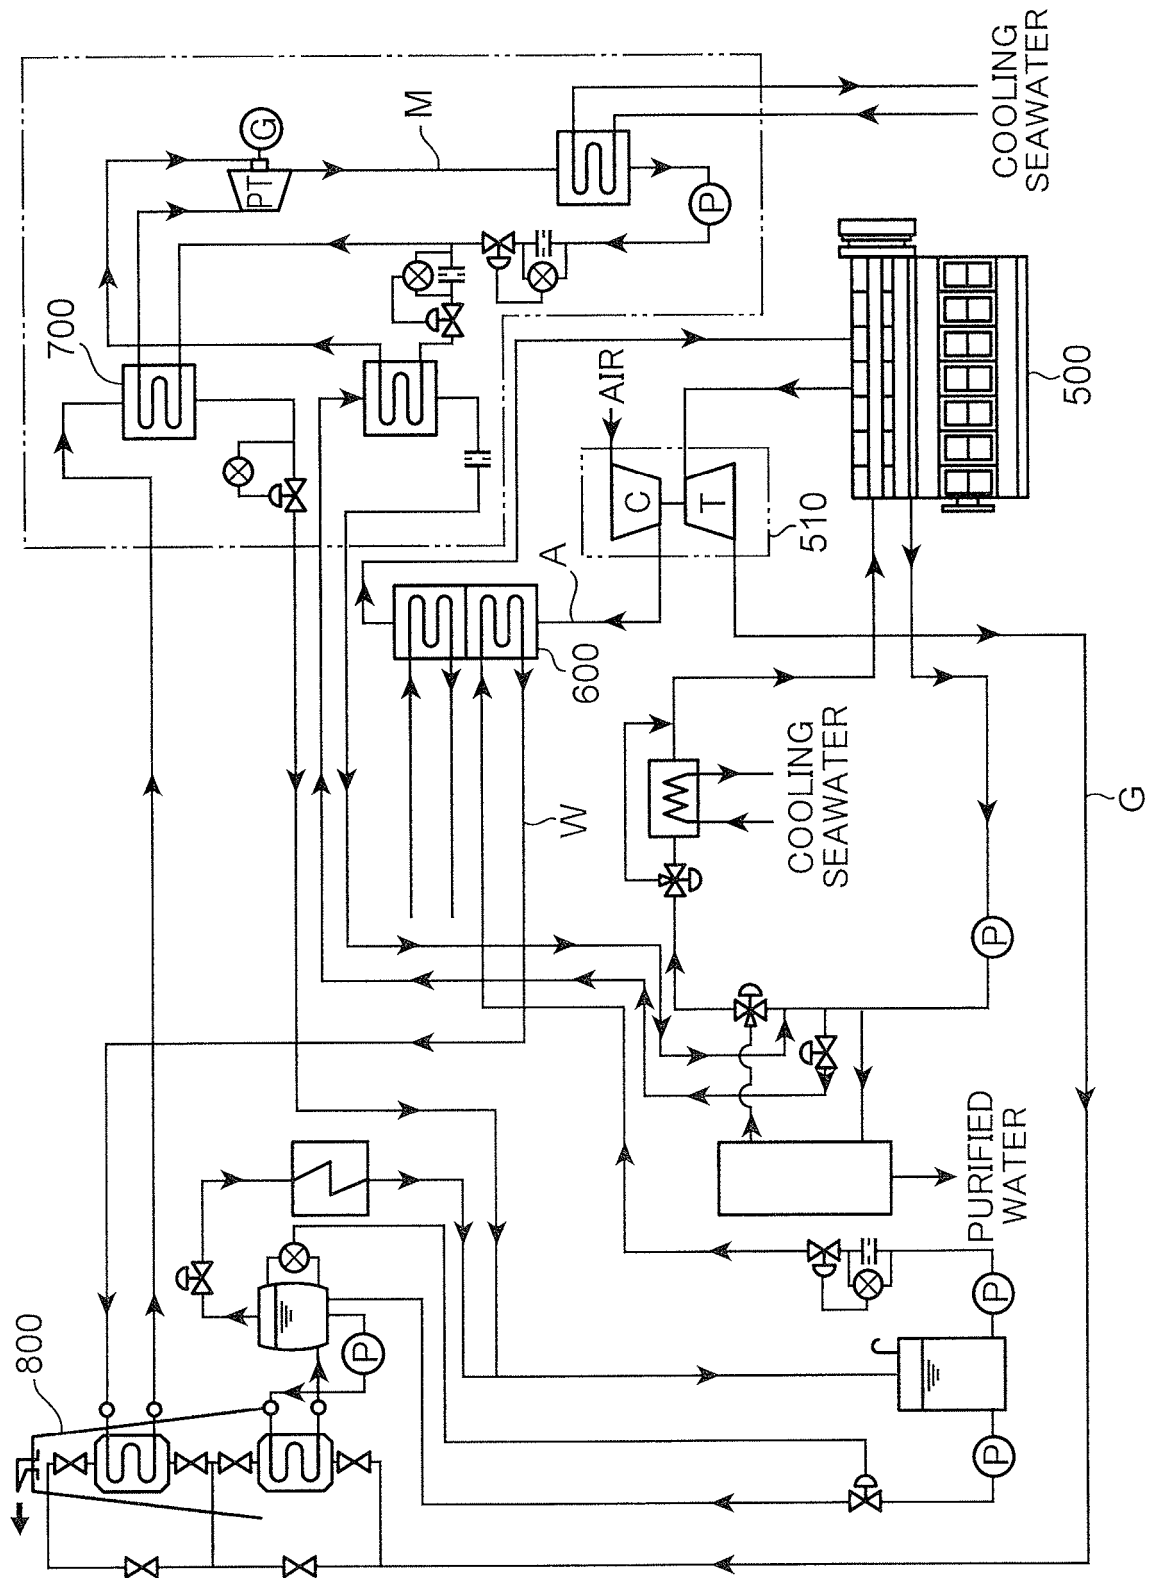 COOLING
SEAWATER
M
G
PT
P
700
AIR
500
C
T
510
A
600
COOLING
SEAWATER
W
G
P
PURIFIED
WATER
800
P
P
P